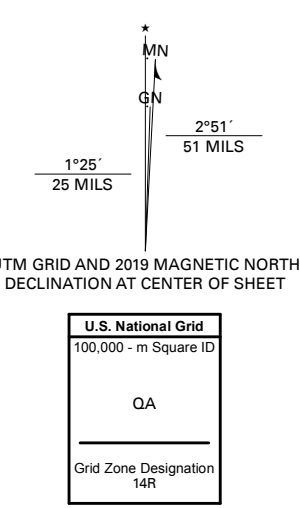 ★
MN
GN
2°51´
51 MILS
1°25´
25 MILS
UTM GRID AND 2019 MAGNETIC NORTH
DECLINATION AT CENTER OF SHEET
U.S. National Grid
100,000 - m Square ID
QA
Grid Zone Designation
14R